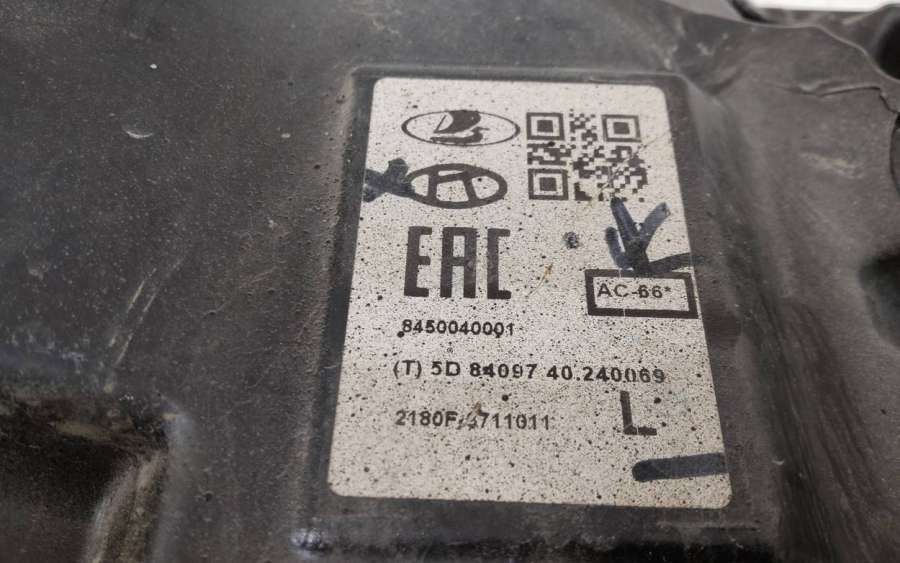 EAC
AC-66*
8450040001
(T) 5D 84097 40.240069
L